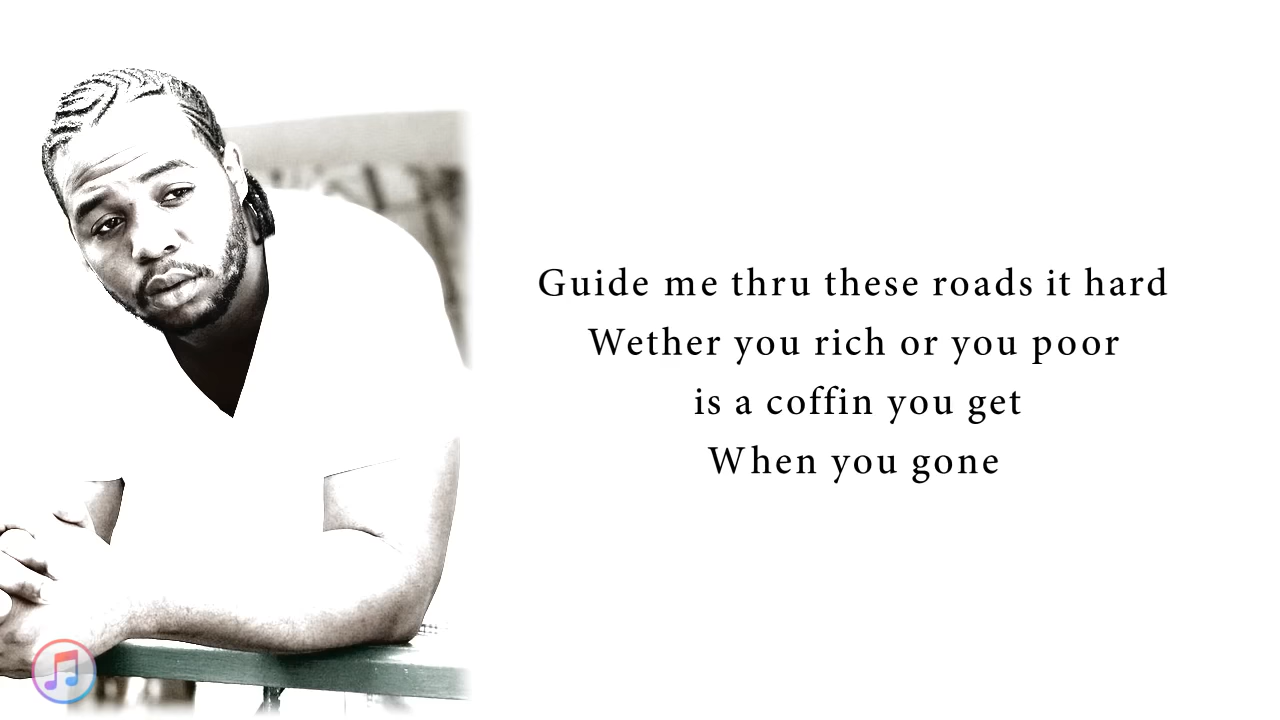 Guide me thru these roads it hard
Wether you rich or you poor
is a coffin you get
When you gone